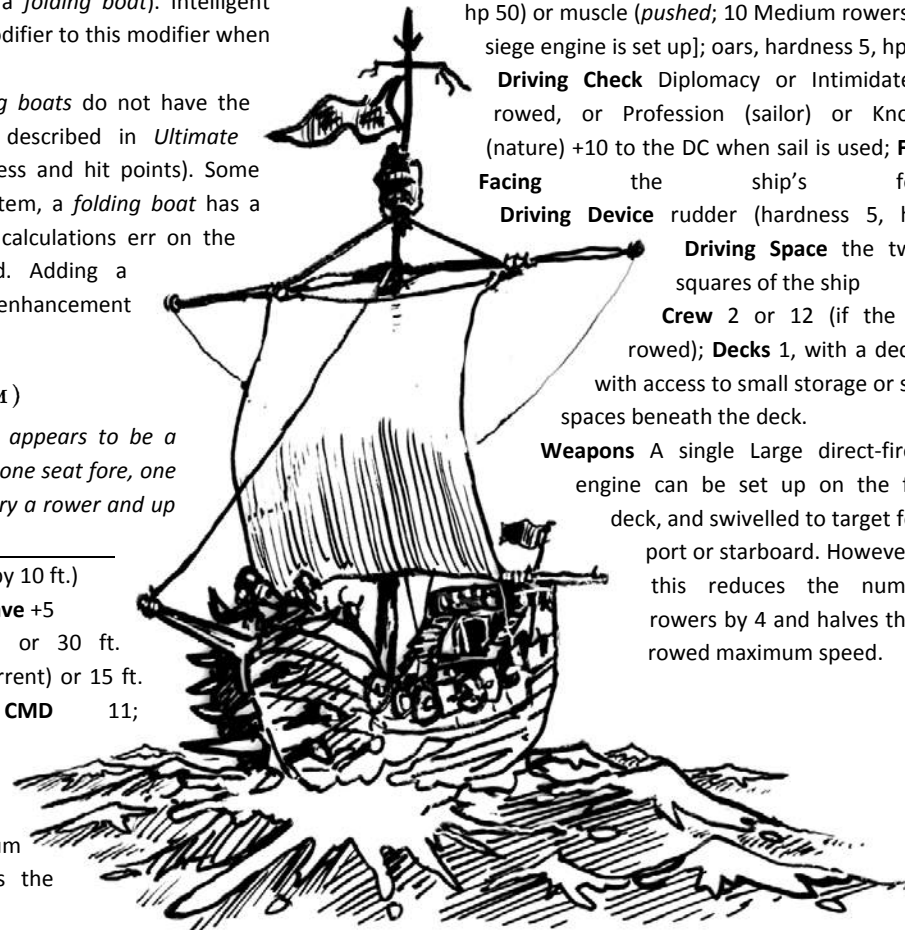 a folding boat). Intelligent
odifier to this modifier when
g boats do not have the
described in Ultimate
ess and hit points). Some
tem, a folding boat has a
calculations err on the
d. Adding a
enhancement
M)
appears to be a
one seat fore, one
ry a rower and up
by 10 ft.)
ve +5
or 30 ft.
rrent) or 15 ft.
CMD 11;
um
s the
hp 50) or muscle (pushed; 10 Medium rowers
siege engine is set up]; oars, hardness 5, hp
Driving Check Diplomacy or Intimidate
rowed, or Profession (sailor) or Kno
(nature) +10 to the DC when sail is used; F
Facing the ship's f
Driving Device rudder (hardness 5, h
Driving Space the tw
squares of the ship
Crew 2 or 12 (if the
rowed); Decks 1, with a dec
with access to small storage or s
spaces beneath the deck.
Weapons A single Large direct-fire
engine can be set up on the f
deck, and swivelled to target f
port or starboard. However
this reduces the num
rowers by 4 and halves th
rowed maximum speed.